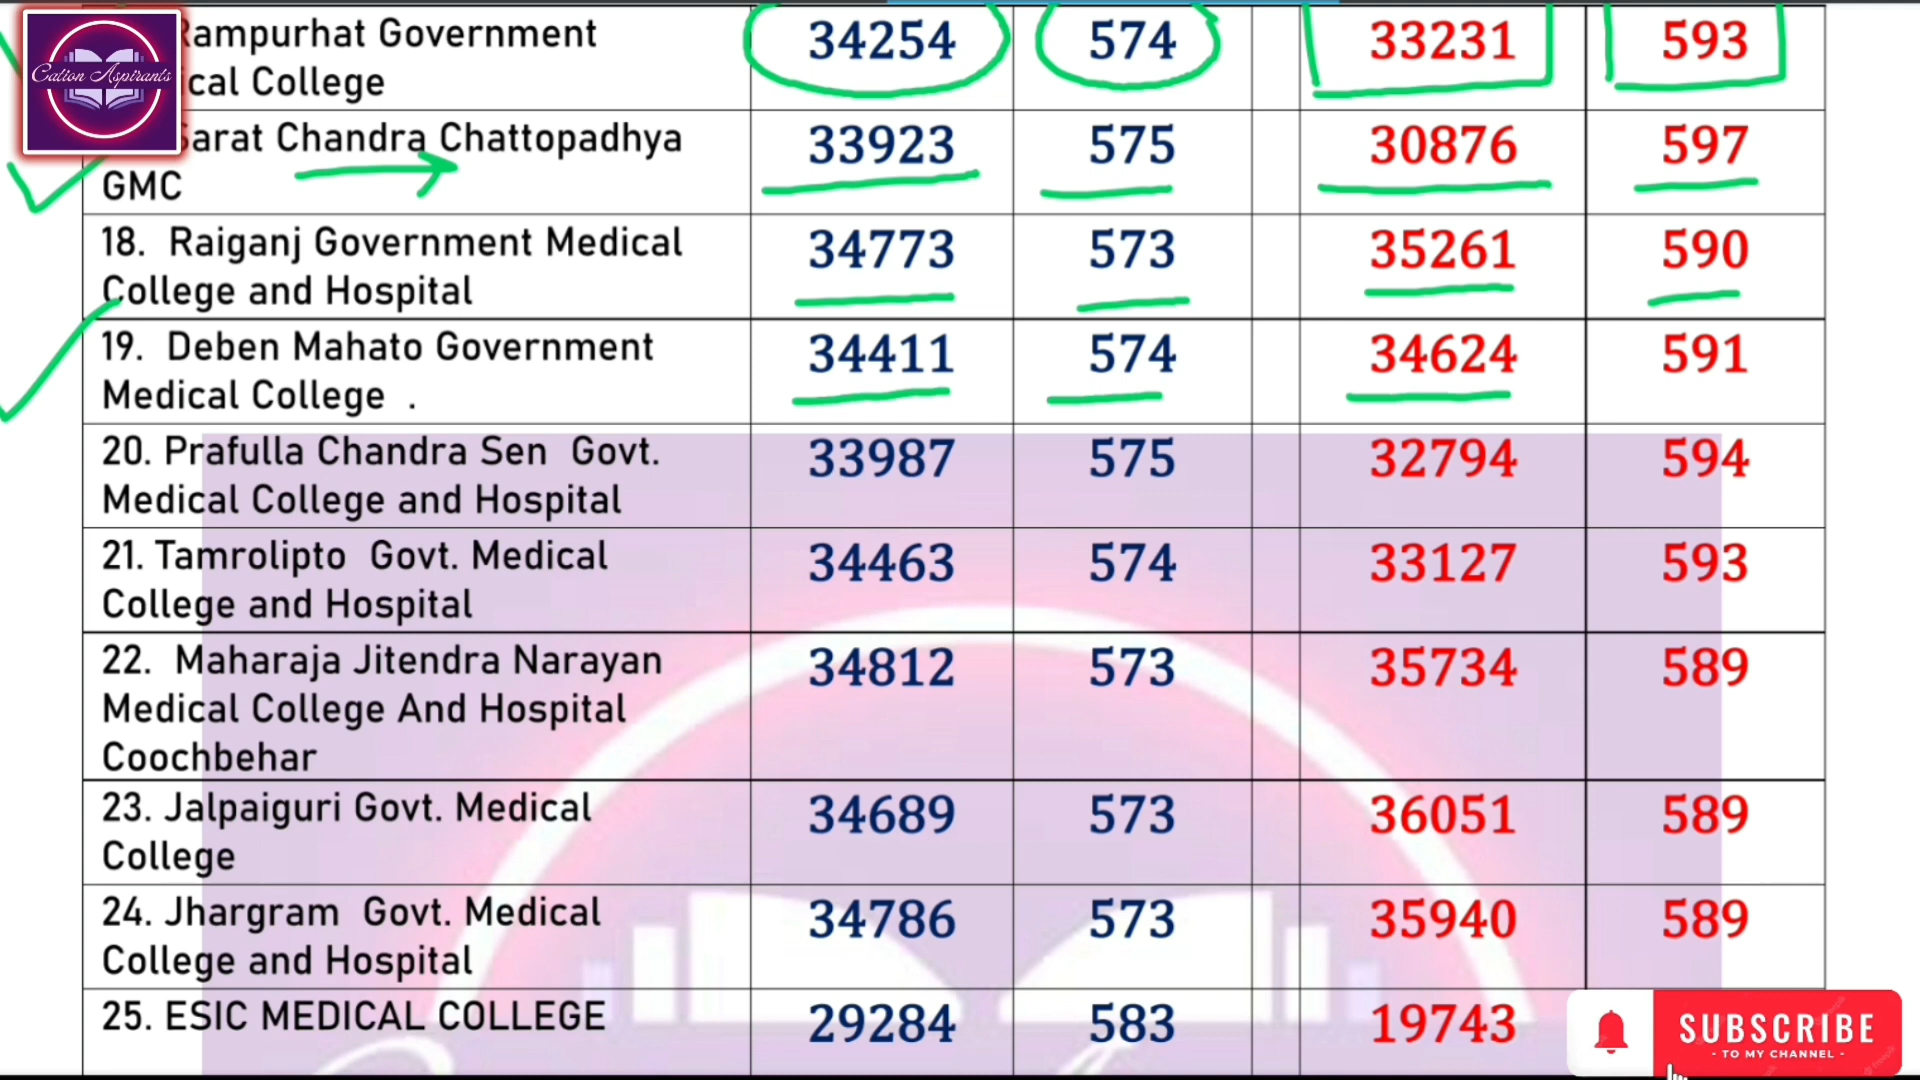 Cation Aspirants
Rampurhat Government 34254 574 33231 593
ical College
Sarat Chandra Chattopadhya 33923 575 30876 597
GMC
18. Raiganj Government Medical 34773 573 35261 590
College and Hospital
19. Deben Mahato Government 34411 574 34624 591
Medical College .
20. Prafulla Chandra Sen Govt. 33987 575 32794 594
Medical College and Hospital
21. Tamrolipto Govt. Medical 34463 574 33127 593
College and Hospital
22. Maharaja Jitendra Narayan 34812 573 35734 589
Medical College And Hospital
Coochbehar
23. Jalpaiguri Govt. Medical 34689 573 36051 589
College
24. Jhargram Govt. Medical 34786 573 35940 589
College and Hospital
25. ESIC MEDICAL COLLEGE 29284 583 19743
SUBSCRIBE
- TO MY CHANNEL -